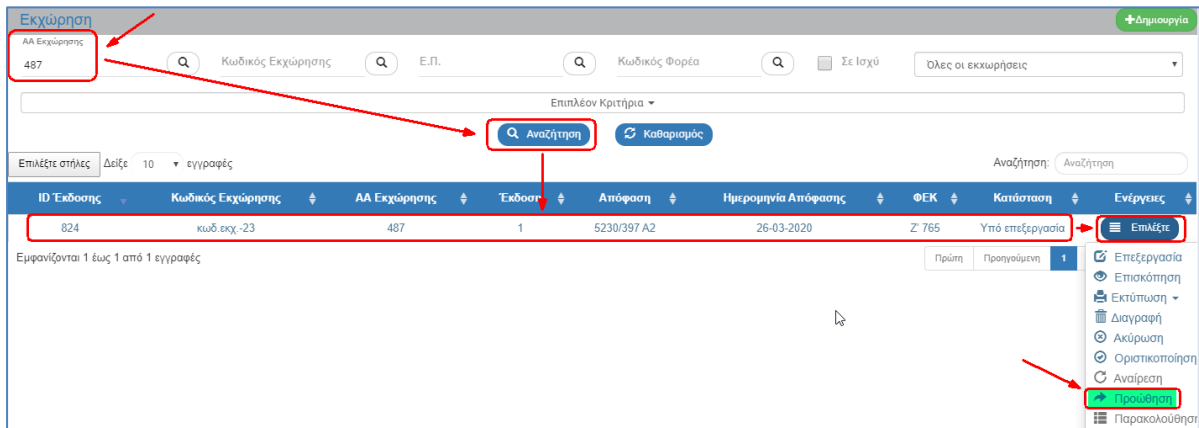 Εκχώρηση
+Δημιουργία
ΑΑ Εκχώρησης
487 Κωδικός Εκχώρησης Ε.Π. Κωδικός Φορέα Σε Ισχύ Όλες οι εκχωρήσεις
Επιπλέον Κριτήρια
Αναζήτηση Καθαρισμός
Επιλέξτε στήλες Δείξε 10 εγγραφές Αναζήτηση: Αναζήτηση
ID Έκδοσης Κωδικός Εκχώρησης ΑΑ Εκχώρησης Έκδοση Απόφαση Ημερομηνία Απόφασης ΦΕΚ Κατάσταση Ενέργειες
824 κωδ.εκχ.-23 487 1 5230/397 Α2 26-03-2020 Ζ' 765 Υπό επεξεργασία Επιλέξτε
Εμφανίζονται 1 έως 1 από 1 εγγραφές Πρώτη Προηγούμενη 1
Επεξεργασία
Επισκόπηση
Εκτύπωση
Διαγραφή
Ακύρωση
Οριστικοποίηση
Αναίρεση
Προώθηση
Παρακολούθησ